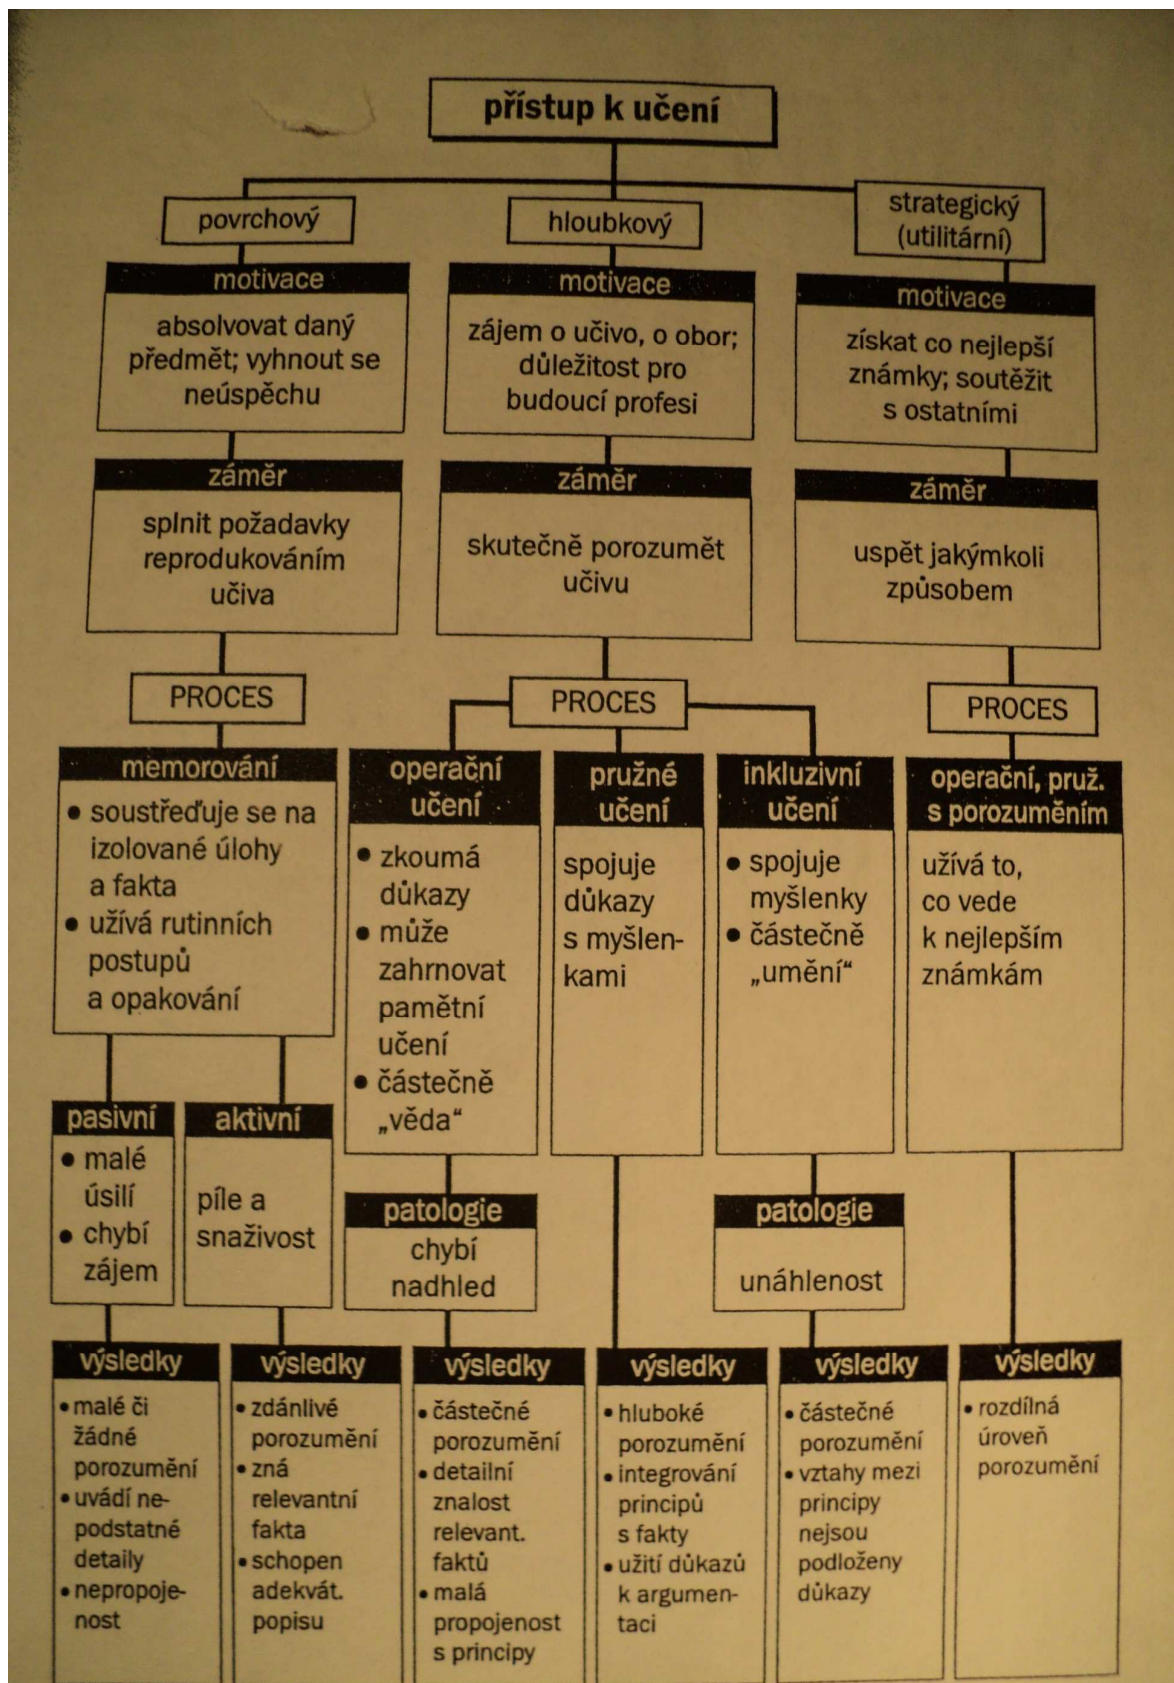 přístup k učení
povrchový
hloubkový
strategický
(utilitární)
motivace
absolvovat daný
předmět; vyhnout se
neúspěchu
motivace
zájem o učivo, o obor;
důležitost pro
budoucí profesi
motivace
získat co nejlepší
známky; soutěžit
s ostatními
záměr
splnit požadavky
reprodukováním
učiva
záměr
skutečně porozumět
učivu
záměr
uspět jakýmkoli
způsobem
PROCES
PROCES
PROCES
memorování
• soustřeďuje se na
izolované úlohy
a fakta
• užívá rutinních
postupů
a opakování
operační
učení
• zkoumá
důkazy
• může
zahrnovat
pamětní
učení
• částečně
„věda“
pružné
učení
spojuje
důkazy
s myšlen-
kami
inkluzivní
učení
• spojuje
myšlenky
• částečně
„umění“
operační, pruž.
s porozuměním
užívá to,
co vede
k nejlepším
známkám
pasivní
• malé
úsilí
• chybí
zájem
aktivní
píle a
snaživost
patologie
chybí
nadhled
patologie
unáhlenost
výsledky
• malé či
žádné
porozumění
• uvádí ne-
podstatné
detaily
• nepropoje-
nost
výsledky
• zdánlivé
porozumění
• zná
relevantní
fakta
• schopen
adekvát.
popisu
výsledky
• částečné
porozumění
• detailní
znalost
relevant.
faktů
• malá
propojenost
s principy
výsledky
• hluboké
porozumění
• integrování
principů
s fakty
• užití důkazů
k argumen-
taci
výsledky
• částečné
porozumění
• vztahy mezi
principy
nejsou
podloženy
důkazy
výsledky
• rozdílná
úroveň
porozumění